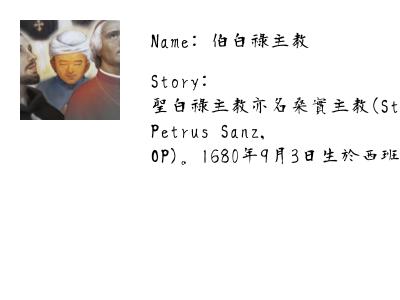 Name: 伯白祿主教
Story:
聖白祿主教亦名桑實主教(St
Petrus Sanz,
OP)。1680年9月3日生於西班